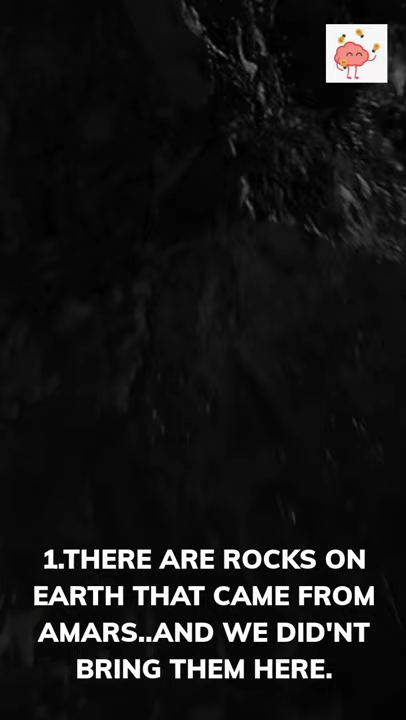 1.THERE ARE ROCKS ON
EARTH THAT CAME FROM
AMARS..AND WE DID'NT
BRING THEM HERE.